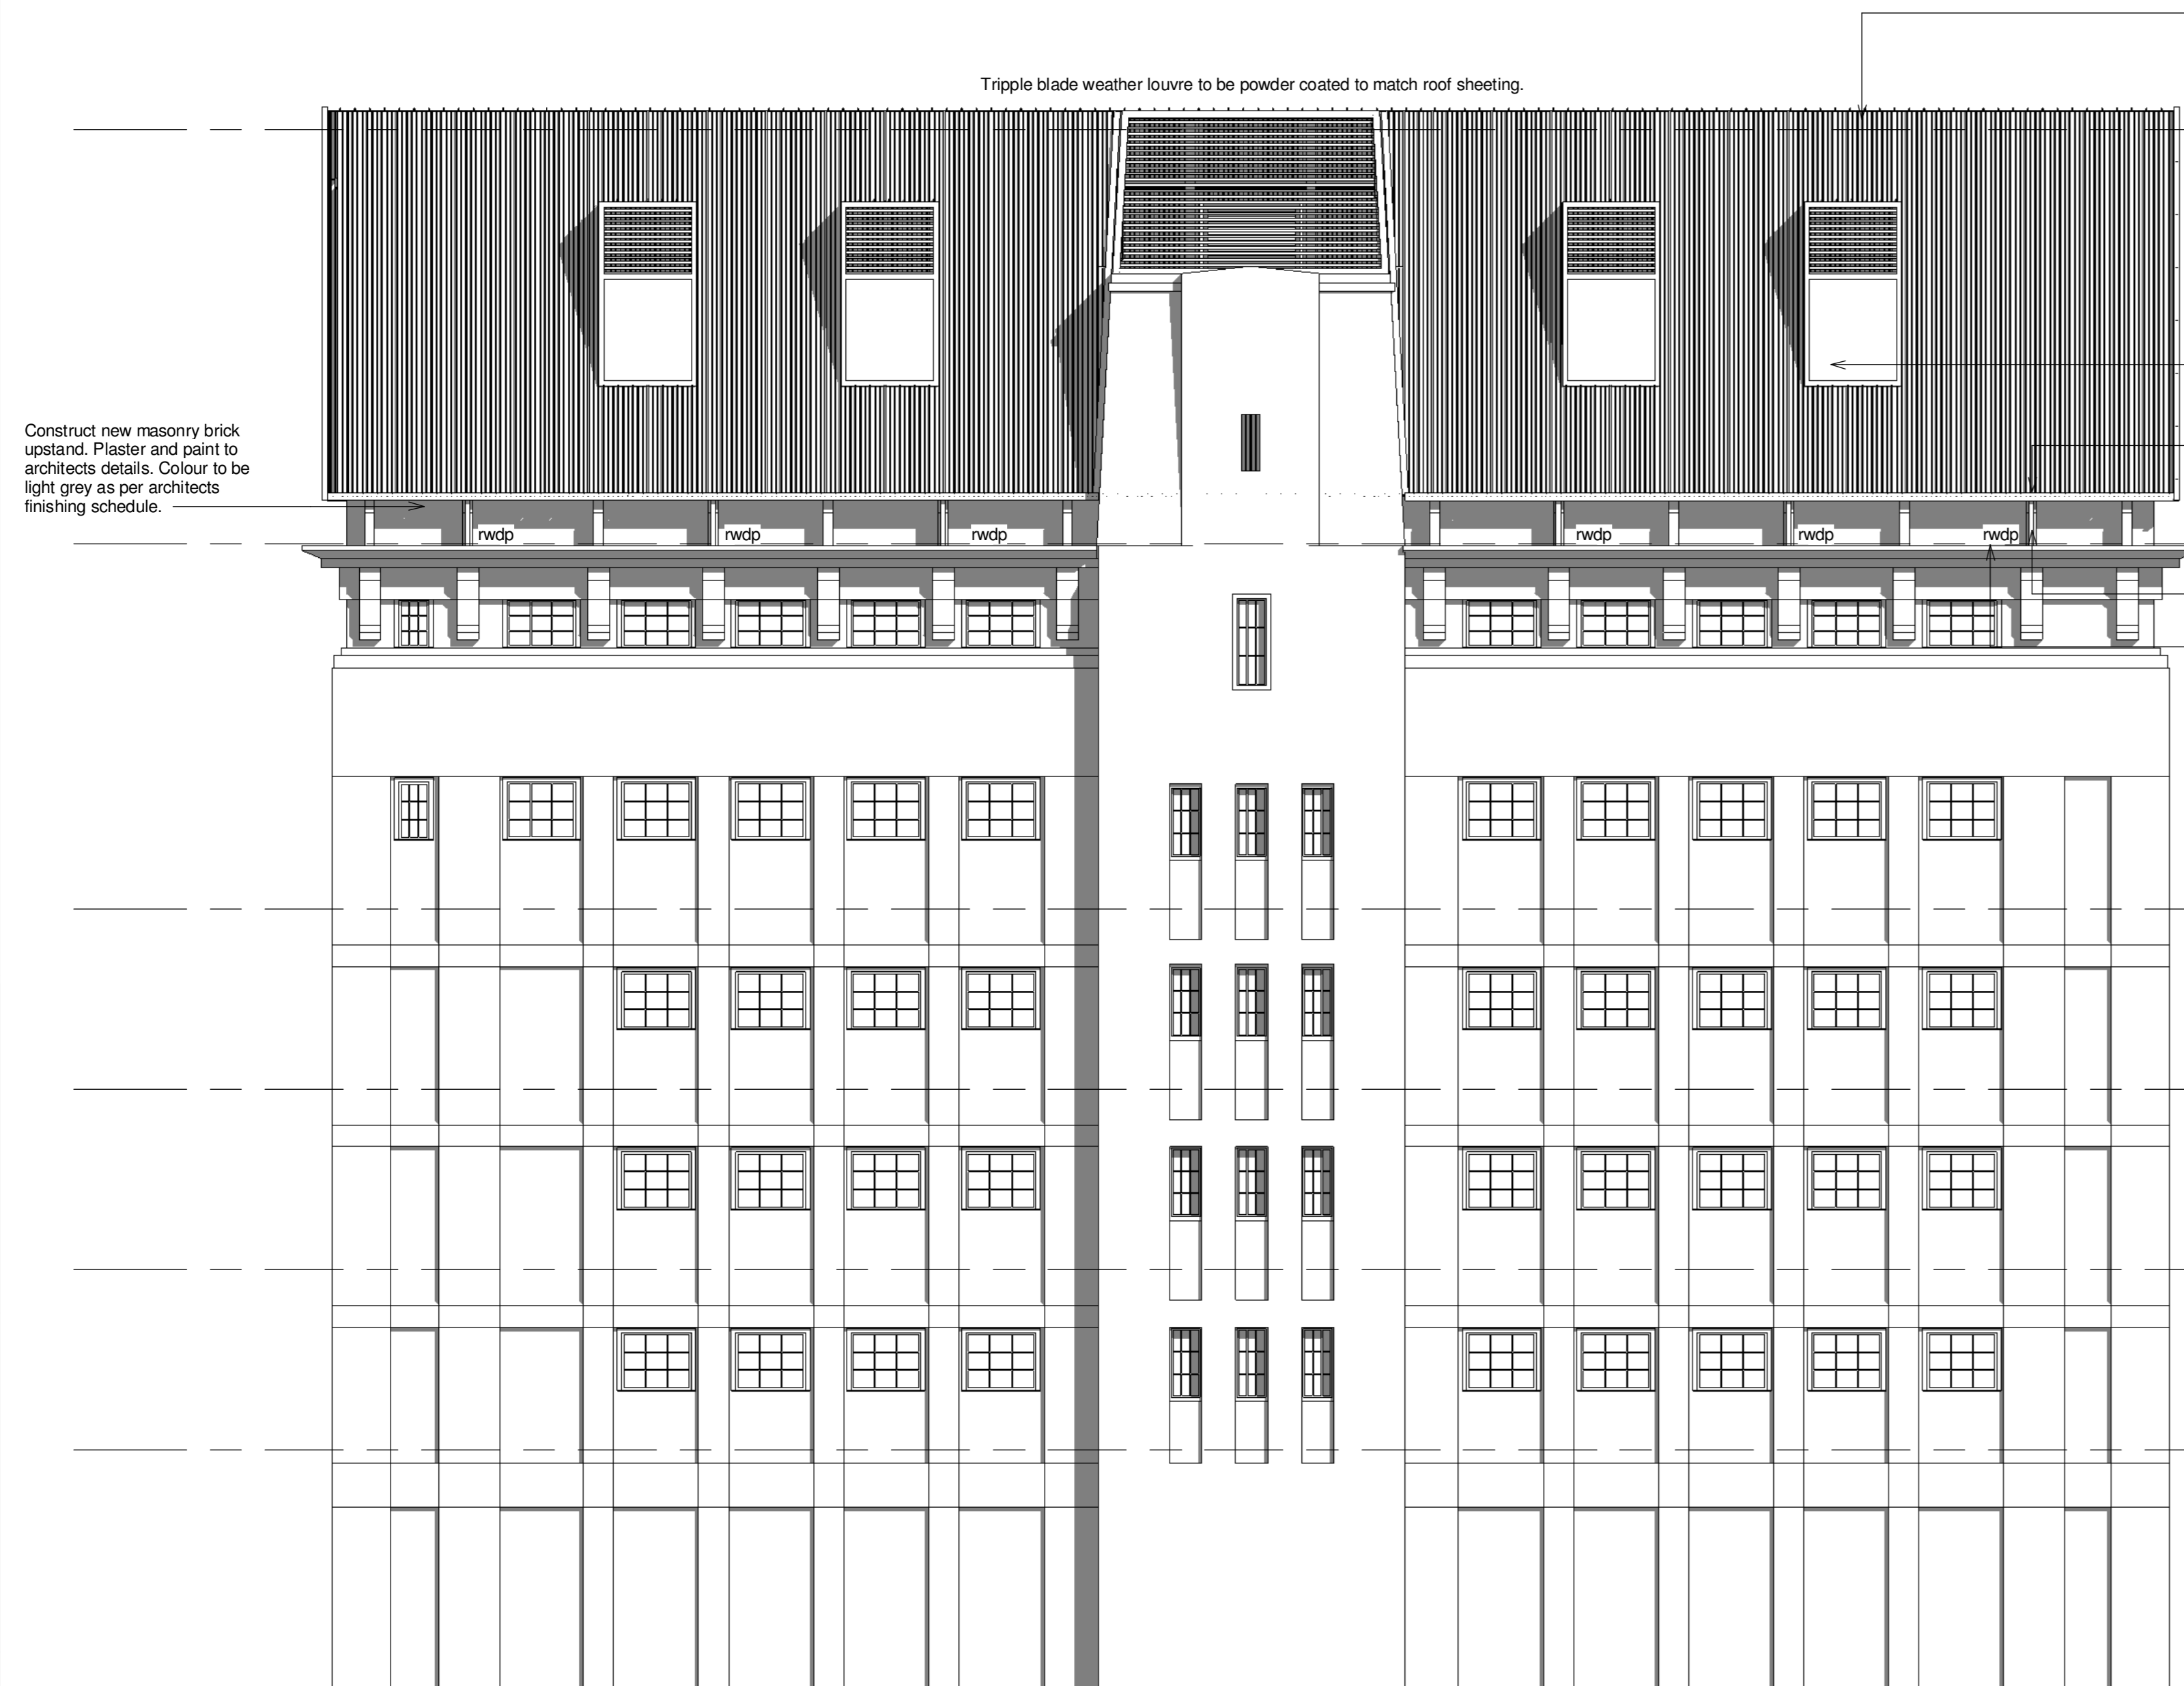 Tripple blade weather louvre to be powder coated to match roof sheeting.
Construct new masonry brick
upstand. Plaster and paint to
architects details. Colour to be
light grey as per architects
finishing schedule.
rwdp
rwdp
rwdp
rwdp
rwdp
rwdp